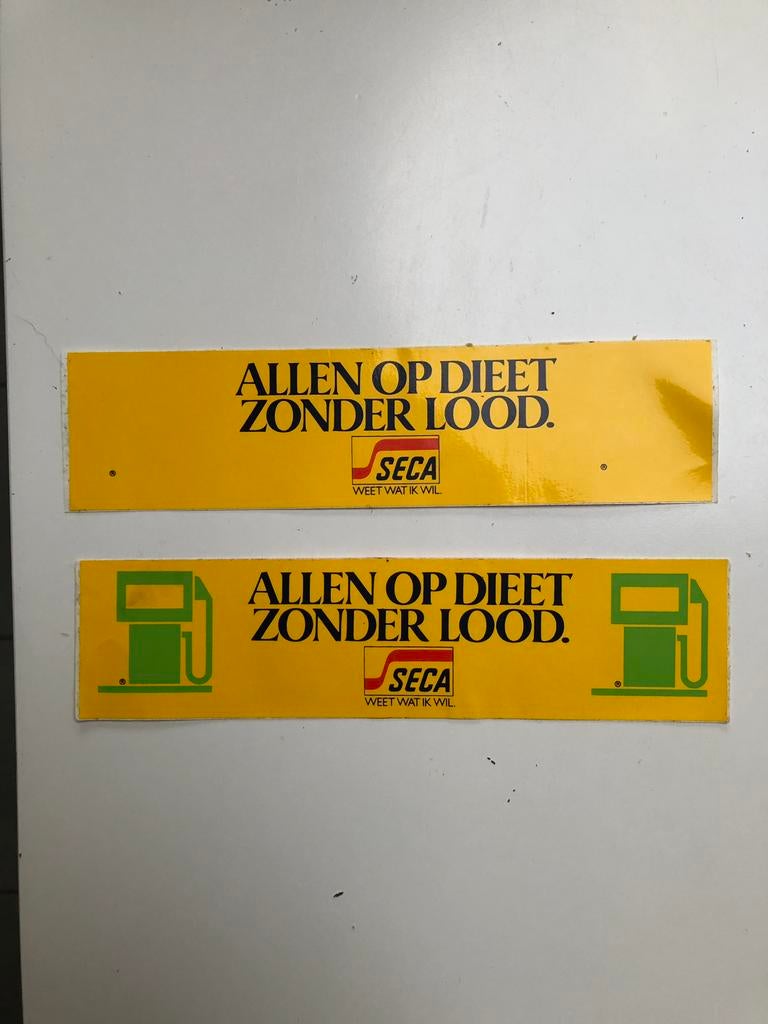 ALLEN OP DIEET
ZONDER LOOD.
® ®
SECA
WEET WAT IK WIL.
ALLEN OP DIEET
ZONDER LOOD.
® ®
SECA
WEET WAT IK WIL.